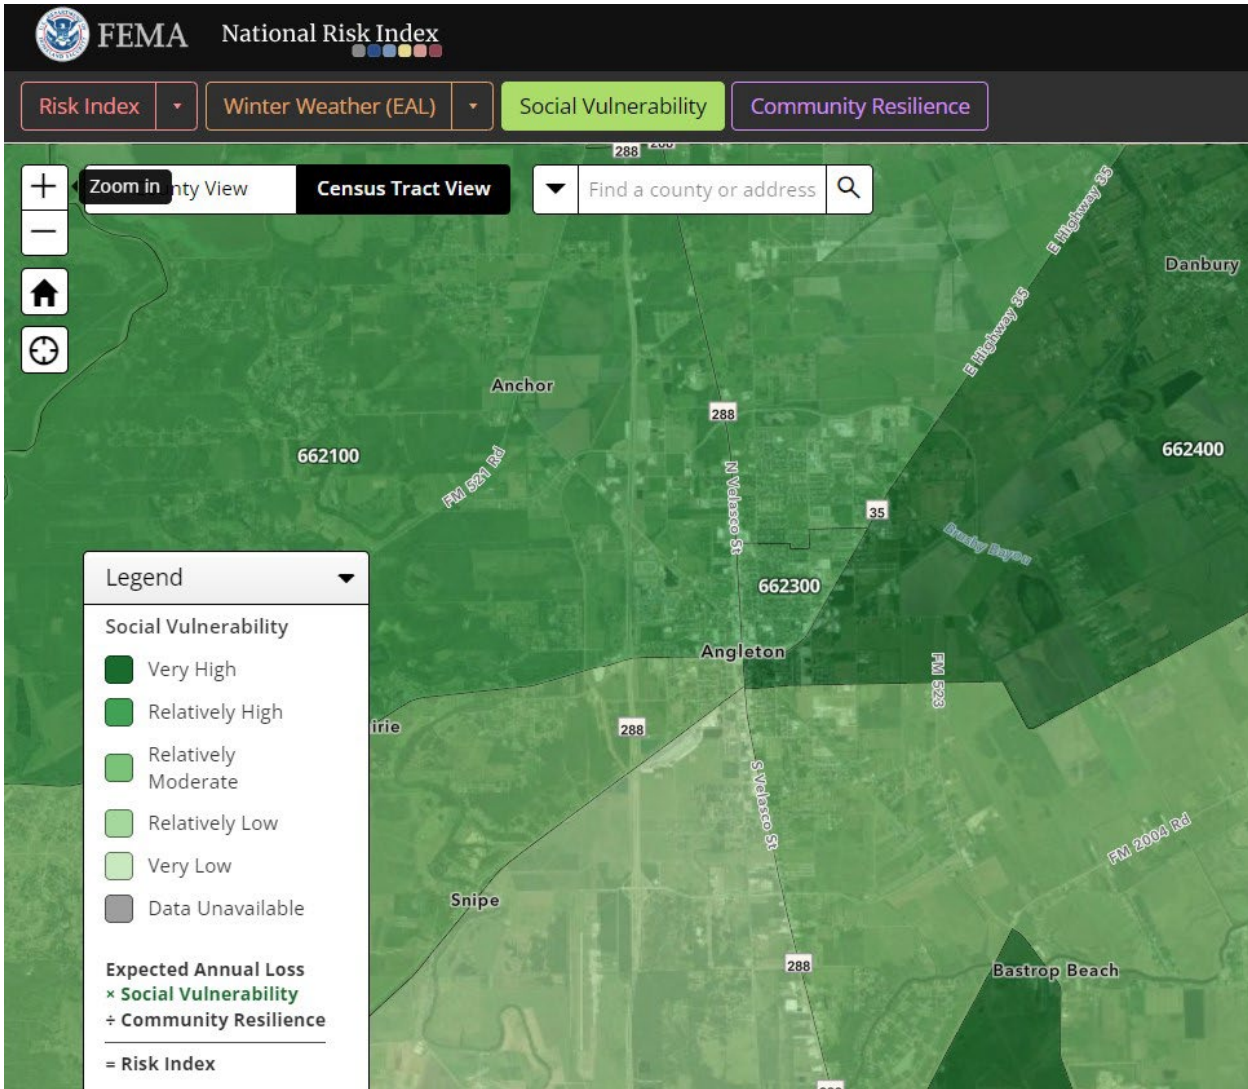 FEMA
National Risk Index
Risk Index
Winter Weather (EAL)
Social Vulnerability
Community Resilience
288
Zoom in
nty View
Census Tract View
Find a county or address
E Highway 35
Danbury
E Highway 35
Anchor
288
662100
662400
FM 521 Rd
N Velasco St
35
Brushy Bayou
662300
Angleton
FM 523
irie
288
S Velasco St
FM 2004 Rd
Snipe
288
Bastrop Beach
Legend
Social Vulnerability
Very High
Relatively High
Relatively
Moderate
Relatively Low
Very Low
Data Unavailable
Expected Annual Loss
× Social Vulnerability
÷ Community Resilience
= Risk Index